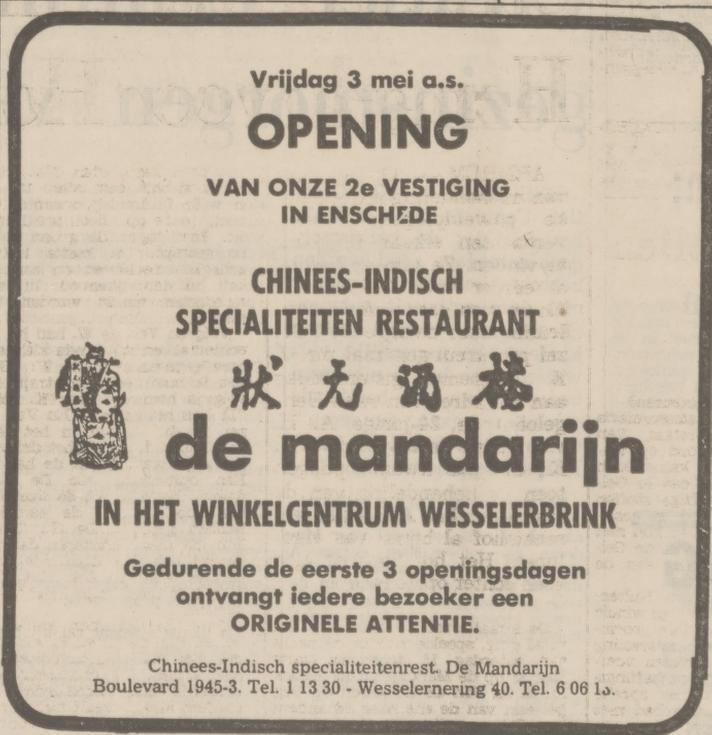 Vrijdag 3 mei a.s.
OPENING
VAN ONZE 2e VESTIGING
IN ENSCHEDE
CHINEES-INDISCH
SPECIALITEITEN RESTAURANT
狀元酒楼
de mandarijn
IN HET WINKELCENTRUM WESSELERBRINK
Gedurende de eerste 3 openingsdagen
ontvangt iedere bezoeker een
ORIGINELE ATTENTIE.
Chinees-Indisch specialiteitenrest. De Mandarijn
Boulevard 1945-3. Tel. 1 13 30 - Wesselernering 40. Tel.